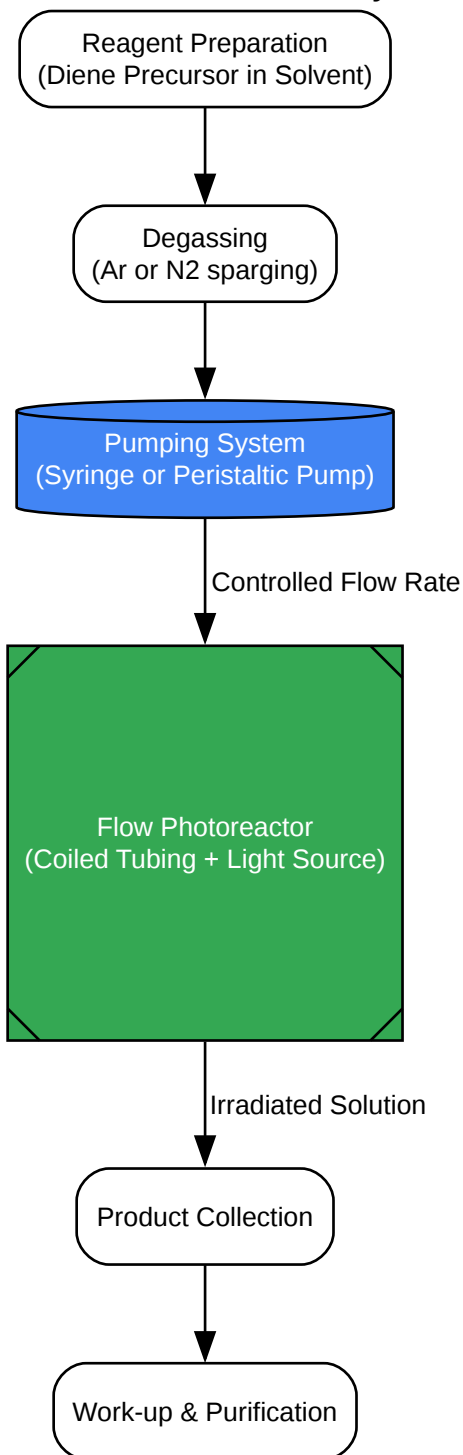 Reagent Preparation
(Diene Precursor in Solvent)
Degassing
(Ar or N2 sparging)
Pumping System
(Syringe or Peristaltic Pump)
Controlled Flow Rate
Flow Photoreactor
(Coiled Tubing + Light Source)
Irradiated Solution
Product Collection
Work-up & Purification